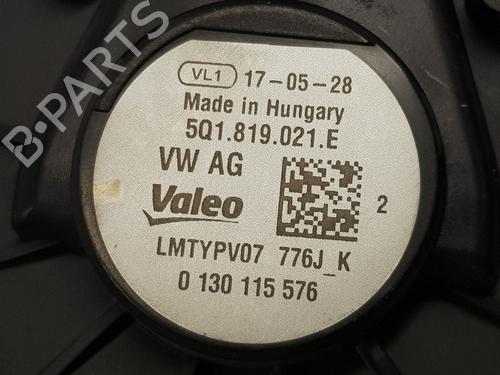 B-PARTS
VL1 17-05-28
Made in Hungary
5Q1.819.021.E
VW AG
Valeo
2
LMTYPV07 776J_K
0 130 115 576